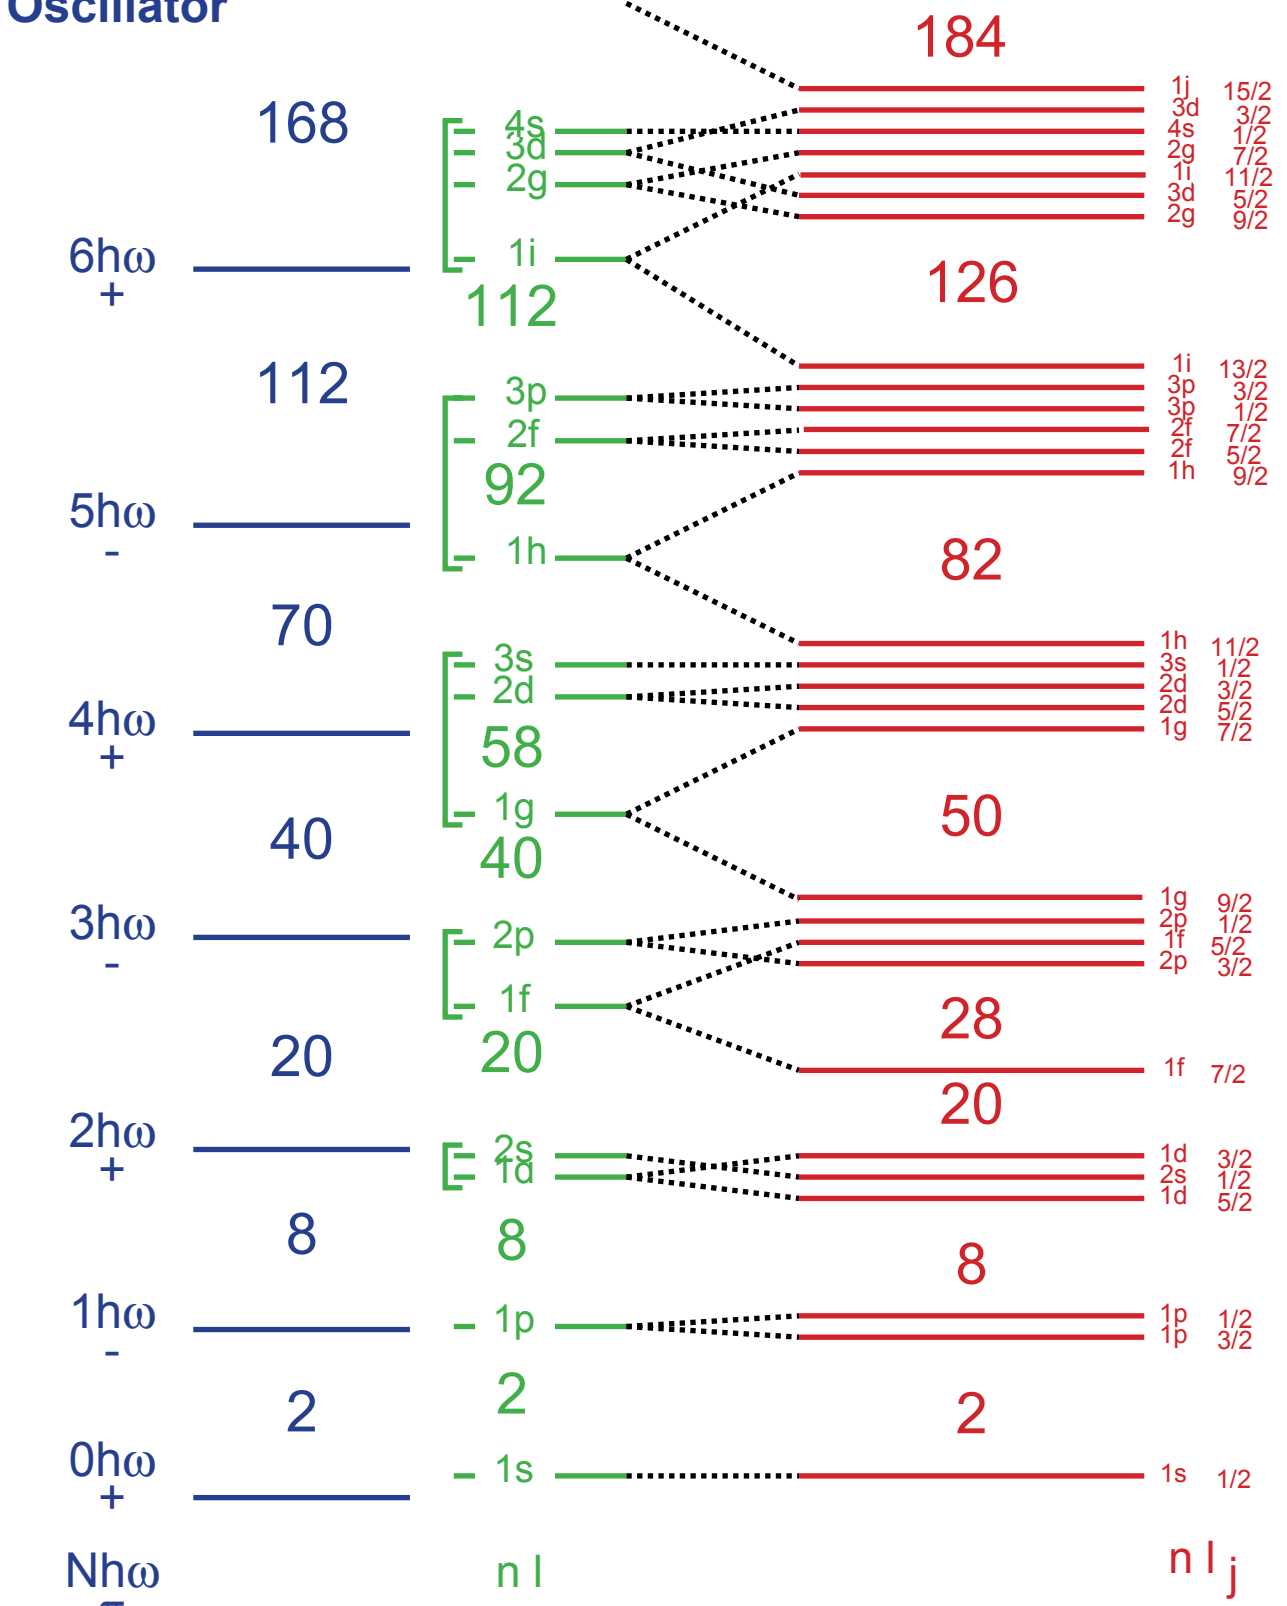 Oscillator
168
6hω
+
112
5hω
-
70
4hω
+
40
3hω
-
20
2hω
+
8
1hω
-
2
0hω
+
Nhω
4s
3d
2g
1i
112
3p
2f
92
1h
3s
2d
58
1g
40
2p
1f
20
2s
1d
8
1p
2
1s
n l
184
1j 15/2
3d 3/2
4s 1/2
2g 7/2
1i 11/2
3d 5/2
2g 9/2
126
1i 13/2
3p 3/2
3p 1/2
2f 7/2
2f 5/2
1h 9/2
82
1h 11/2
3s 1/2
2d 3/2
2d 5/2
1g 7/2
50
1g 9/2
2p 1/2
1f 5/2
2p 3/2
28
1f 7/2
20
1d 3/2
2s 1/2
1d 5/2
8
1p 1/2
1p 3/2
2
1s 1/2
n l j